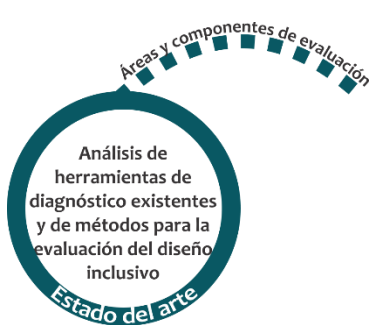 Áreas y componentes de evaluación
Análisis de
herramientas de
diagnóstico existentes
y de métodos para la
evaluación del diseño
inclusivo
Estado del arte